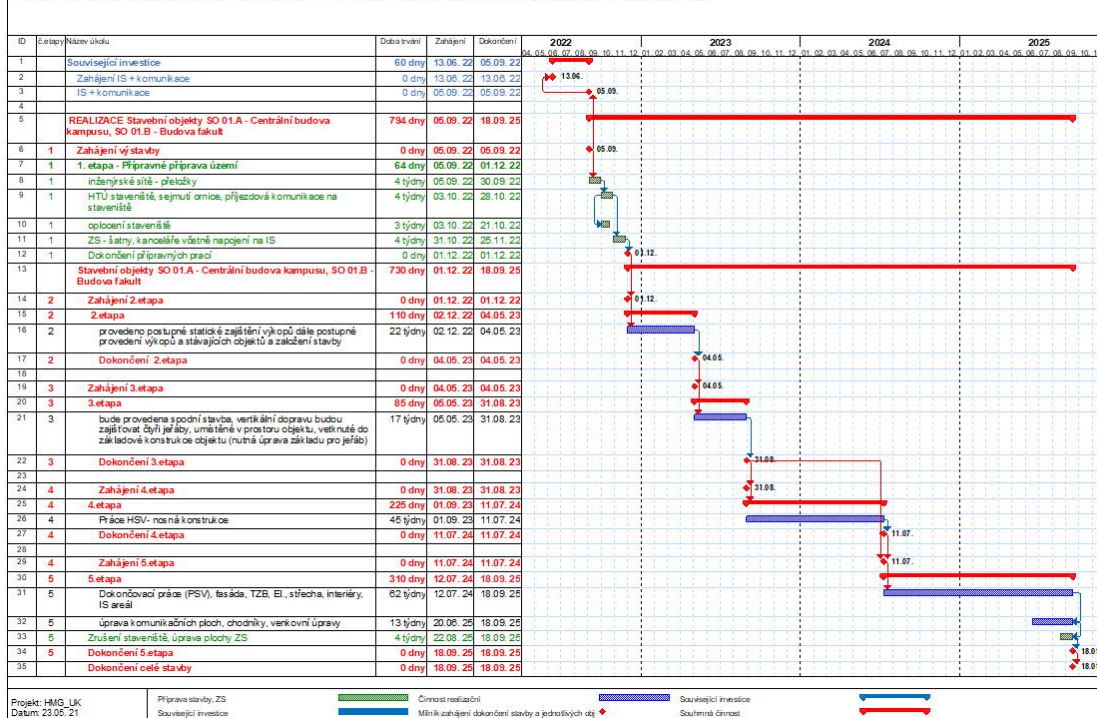 ID č.etapy Název úkolu Doba trvání Zahájení Dokončení 2022 2023 2024 2025
04. 05. 06. 07. 08. 09. 10. 11. 12. 01. 02. 03. 04. 05. 06. 07. 08. 09. 10. 11. 12. 01. 02. 03. 04. 05. 06. 07. 08. 09. 10. 11. 12. 01. 02. 03. 04. 05. 06. 07. 08. 09. 10.
1 Související investice 60 dny 13.06. 22 05.09. 22
2 Zahájení IS + komunikace 0 dny 13.06. 22 13.06. 22 13.06.
3 IS + komunikace 0 dny 05.09. 22 05.09. 22 05.09.
4
5 REALIZACE Stavební objekty SO 01.A - Centrální budova 794 dny 05.09. 22 18.09. 25
kampusu, SO 01.B - Budova fakult
6 1 Zahájení výstavby 0 dny 05.09. 22 05.09. 22 05.09.
7 1 1. etapa - Přípravné příprava území 64 dny 05.09. 22 01.12. 22
8 1 inženýrské sítě - přeložky 4 týdny 05.09. 22 30.09. 22
9 1 HTÚ staveniště, sejmutí ornice, příjezdová komunikace na 4 týdny 03.10. 22 28.10. 22
staveniště
10 1 oplocení staveniště 3 týdny 03.10. 22 21.10. 22
11 1 ZS - šatny, kanceláře včetně napojení na IS 4 týdny 31.10. 22 25.11. 22
12 1 Dokončení přípravných prací 0 dny 01.12. 22 01.12. 22 01.12.
13 Stavební objekty SO 01.A - Centrální budova kampusu, SO 01.B - 730 dny 01.12. 22 18.09. 25
Budova fakult
14 2 Zahájení 2.etapa 0 dny 01.12. 22 01.12. 22 01.12.
15 2 2.etapa 110 dny 02.12. 22 04.05. 23
16 2 provedeno postupné statické zajištění výkopů dále postupné 22 týdny 02.12. 22 04.05. 23
provedení výkopů a stávajících objektů a založení stavby
17 2 Dokončení 2.etapa 0 dny 04.05. 23 04.05. 23 04.05.
18
19 3 Zahájení 3.etapa 0 dny 04.05. 23 04.05. 23 04.05.
20 3 3.etapa 85 dny 05.05. 23 31.08. 23
21 3 bude provedena spodní stavba, vertikální dopravu budou 17 týdny 05.05. 23 31.08. 23
zajišťovat čtyři jeřáby, umístěné v prostoru objektu, vetknuté do
základové konstrukce objektu (nutná úprava základu pro jeřáb)
22 3 Dokončení 3.etapa 0 dny 31.08. 23 31.08. 23 31.08.
23
24 4 Zahájení 4.etapa 0 dny 31.08. 23 31.08. 23 31.08.
25 4 4.etapa 225 dny 01.09. 23 11.07. 24
26 4 Práce HSV- nosná konstrukce 45 týdny 01.09. 23 11.07. 24
27 4 Dokončení 4.etapa 0 dny 11.07. 24 11.07. 24 11.07.
28
29 4 Zahájení 5.etapa 0 dny 11.07. 24 11.07. 24 11.07.
30 5 5.etapa 310 dny 12.07. 24 18.09. 25
31 5 Dokončovací práce (PSV), fasáda, TZB, El., střecha, interiéry, 62 týdny 12.07. 24 18.09. 25
IS areál
32 5 úprava komunikačních ploch, chodníky, venkovní úpravy 13 týdny 20.06. 25 18.09. 25
33 5 Zrušení staveniště, úprava plochy ZS 4 týdny 22.08. 25 18.09. 25
34 5 Dokončení 5.etapa 0 dny 18.09. 25 18.09. 25
35 Dokončení celé stavby 0 dny 18.09. 25 18.09. 25
Projekt: HMG_UK
Datum: 23.05. 21
Příprava stavby, ZS Činnost realizační Související investice
Související investice Milník-zahájení dokončení stavby a jednotlivých obj Souhrnná činnost